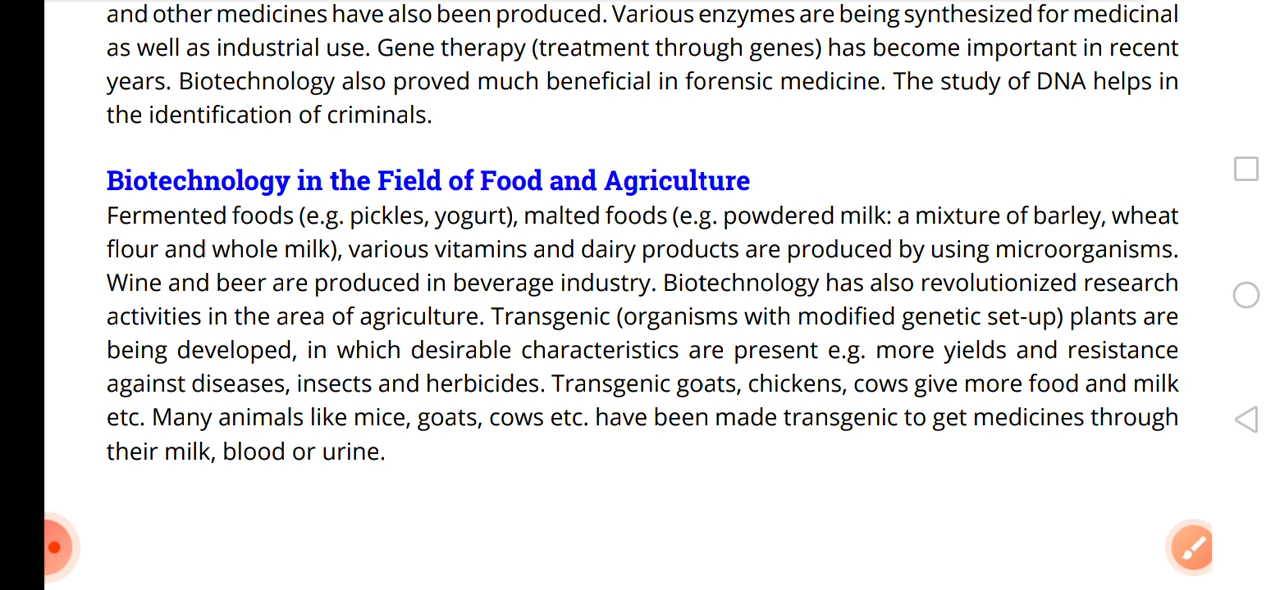 and other medicines have also been produced. Various enzymes are being synthesized for medicinal
as well as industrial use. Gene therapy (treatment through genes) has become important in recent
years. Biotechnology also proved much beneficial in forensic medicine. The study of DNA helps in
the identification of criminals.
Biotechnology in the Field of Food and Agriculture
Fermented foods (e.g. pickles, yogurt), malted foods (e.g. powdered milk: a mixture of barley, wheat
flour and whole milk), various vitamins and dairy products are produced by using microorganisms.
Wine and beer are produced in beverage industry. Biotechnology has also revolutionized research
activities in the area of agriculture. Transgenic (organisms with modified genetic set-up) plants are
being developed, in which desirable characteristics are present e.g. more yields and resistance
against diseases, insects and herbicides. Transgenic goats, chickens, cows give more food and milk
etc. Many animals like mice, goats, cows etc. have been made transgenic to get medicines through
their milk, blood or urine.